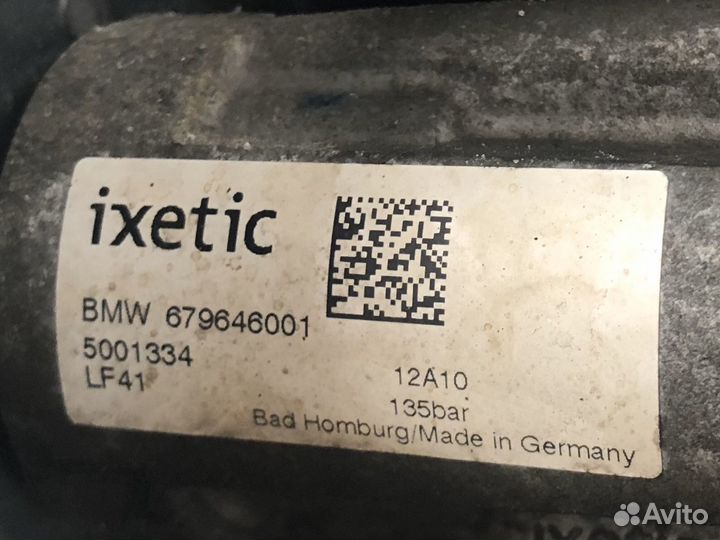 ixetic
BMW 679646001
5001334
LF41
12A10
135bar
Bad Homburg/Made in Germany
Avito